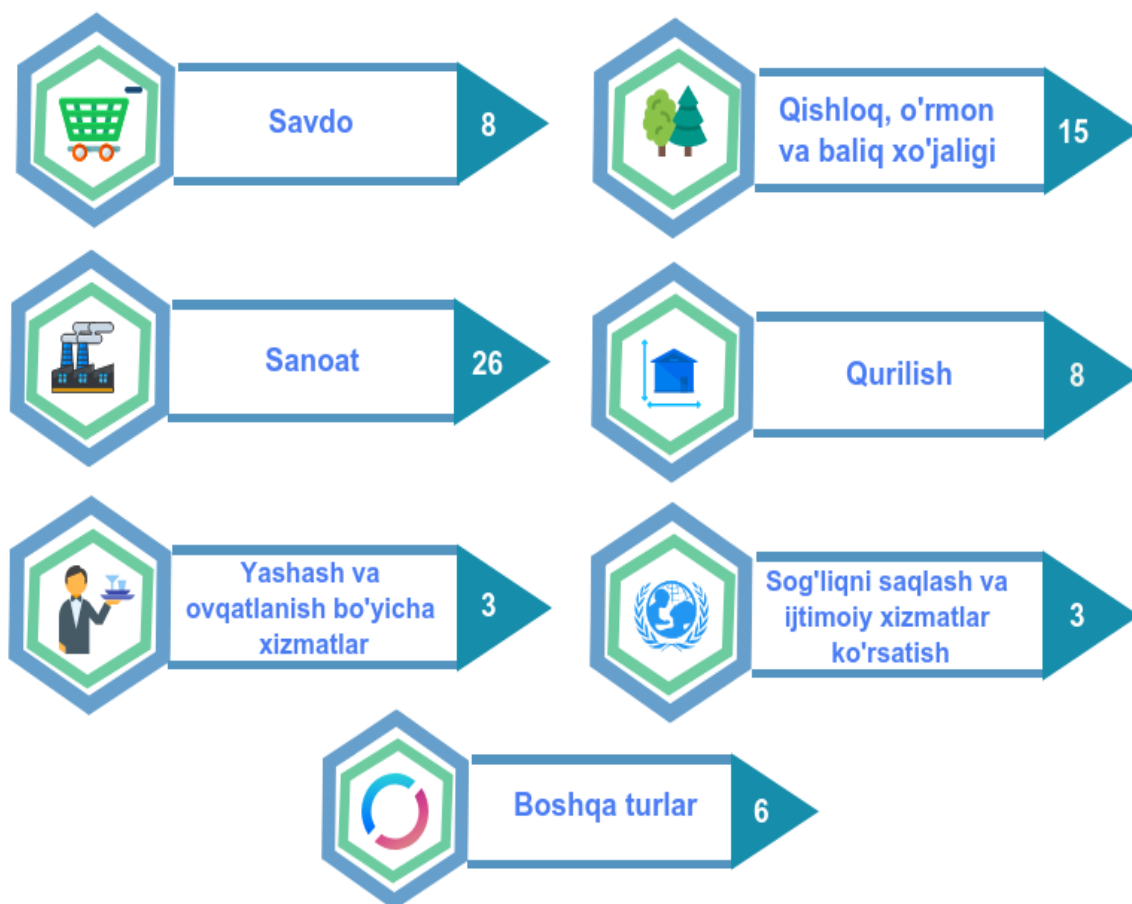 Savdo
8
Qishloq, o'rmon
va baliq xo'jaligi
15
Sanoat
26
Qurilish
8
Yashash va
ovqatlanish bo'yicha
xizmatlar
3
Sog'liqni saqlash va
ijtimoiy xizmatlar
ko'rsatish
3
Boshqa turlar
6